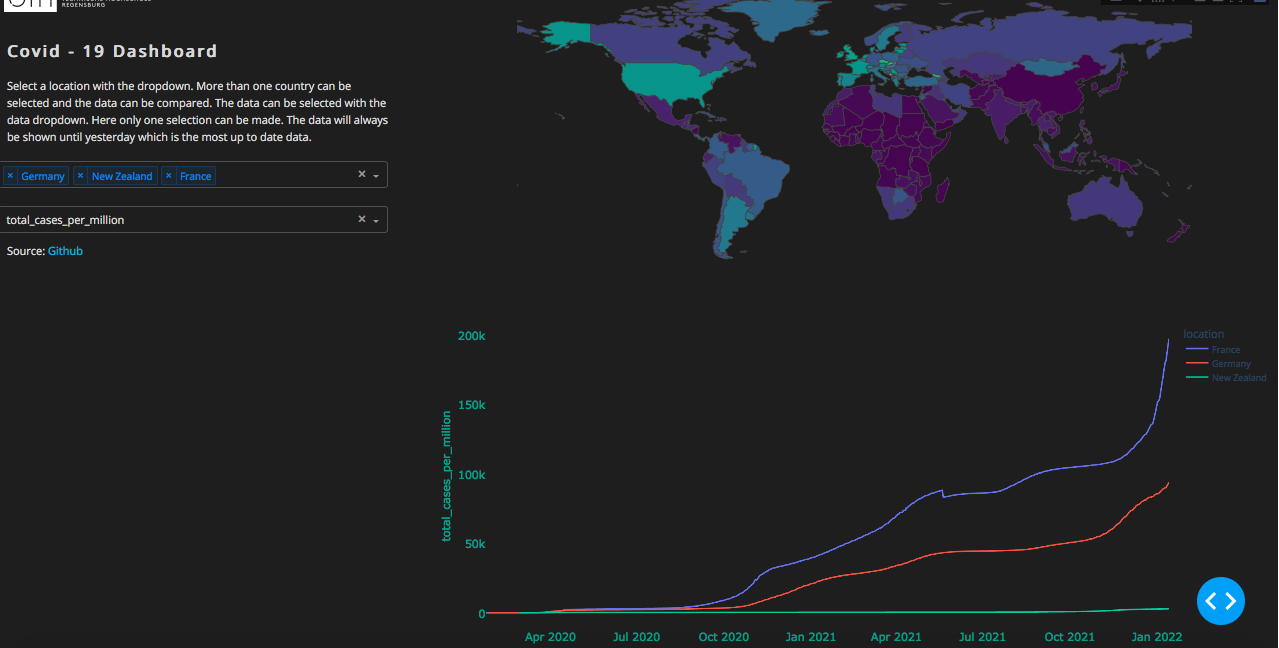 REGENSBURG
Covid - 19 Dashboard
Select a location with the dropdown. More than one country can be
selected and the data can be compared. The data can be selected with the
data dropdown. Here only one selection can be made. The data will always
be shown until yesterday which is the most up to date data.
× Germany × New Zealand × France
total_cases_per_million
Source: Github
location
France
Germany
New Zealand
total_cases_per_million
200k
150k
100k
50k
0
Apr 2020 Jul 2020 Oct 2020 Jan 2021 Apr 2021 Jul 2021 Oct 2021 Jan 2022